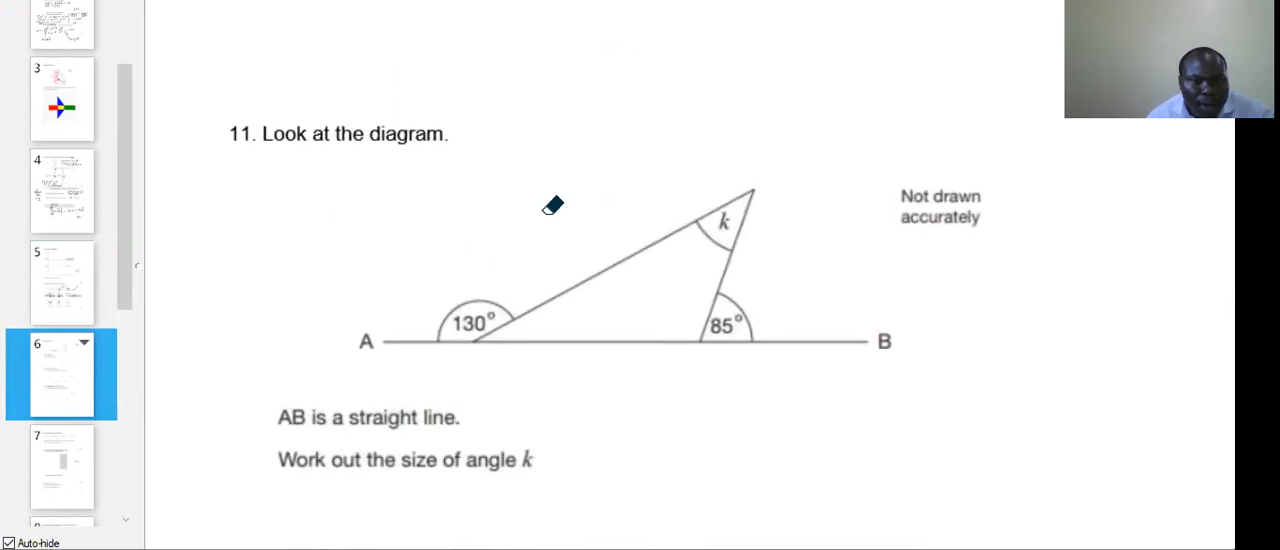 3
4
5
6
7
Auto-hide
11. Look at the diagram.
Not drawn
accurately
k
130°
85°
A
B
AB is a straight line.
Work out the size of angle k